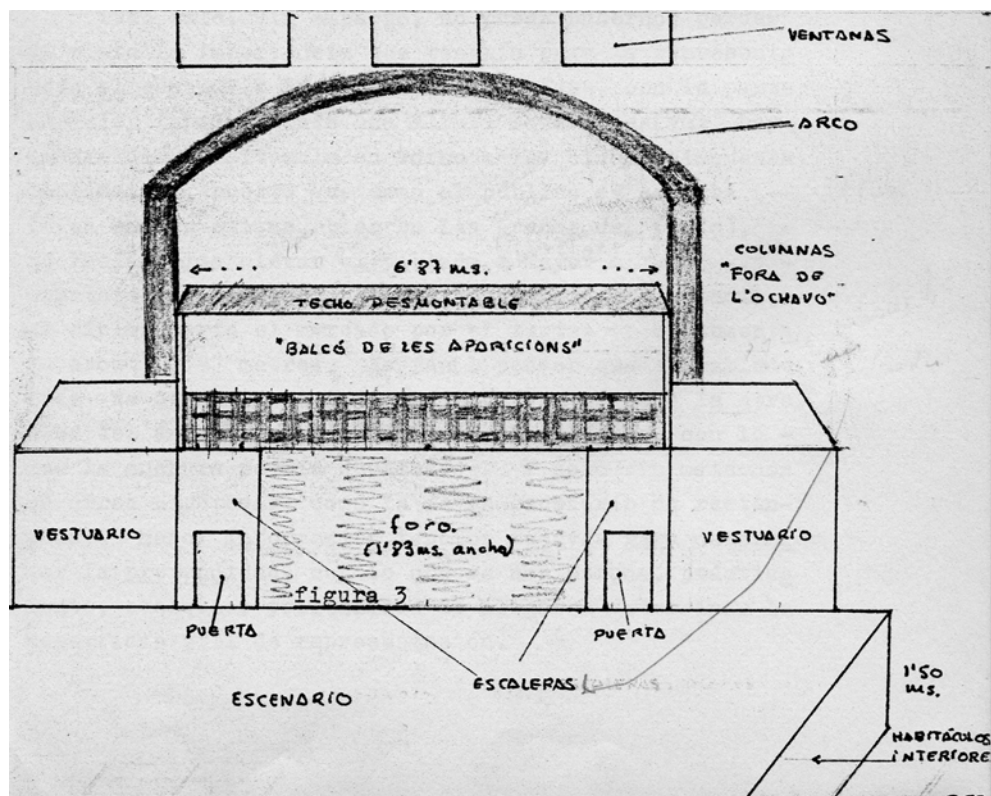 VENTANAS
ARCO
COLUMNAS
"FORA DE
L'OCHAVO"
6'87 ms.
TECHO DESMONTABLE
"BALCÓ DE LES APARICIONS"
VESTUARIO
foro.
(1'83 ms. ancho)
VESTUARIO
figura 3
PUERTA
PUERTA
ESCALERAS
ESCENARIO
1'50
ms.
HABITÁCULOS
INTERIORE